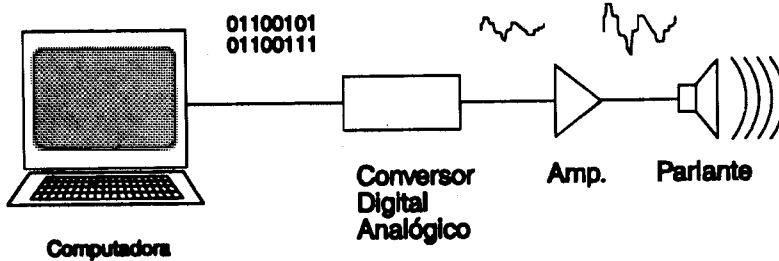 01100101
01100111
Conversor
Digital
Analógico
Amp.
Parlante
Computadora